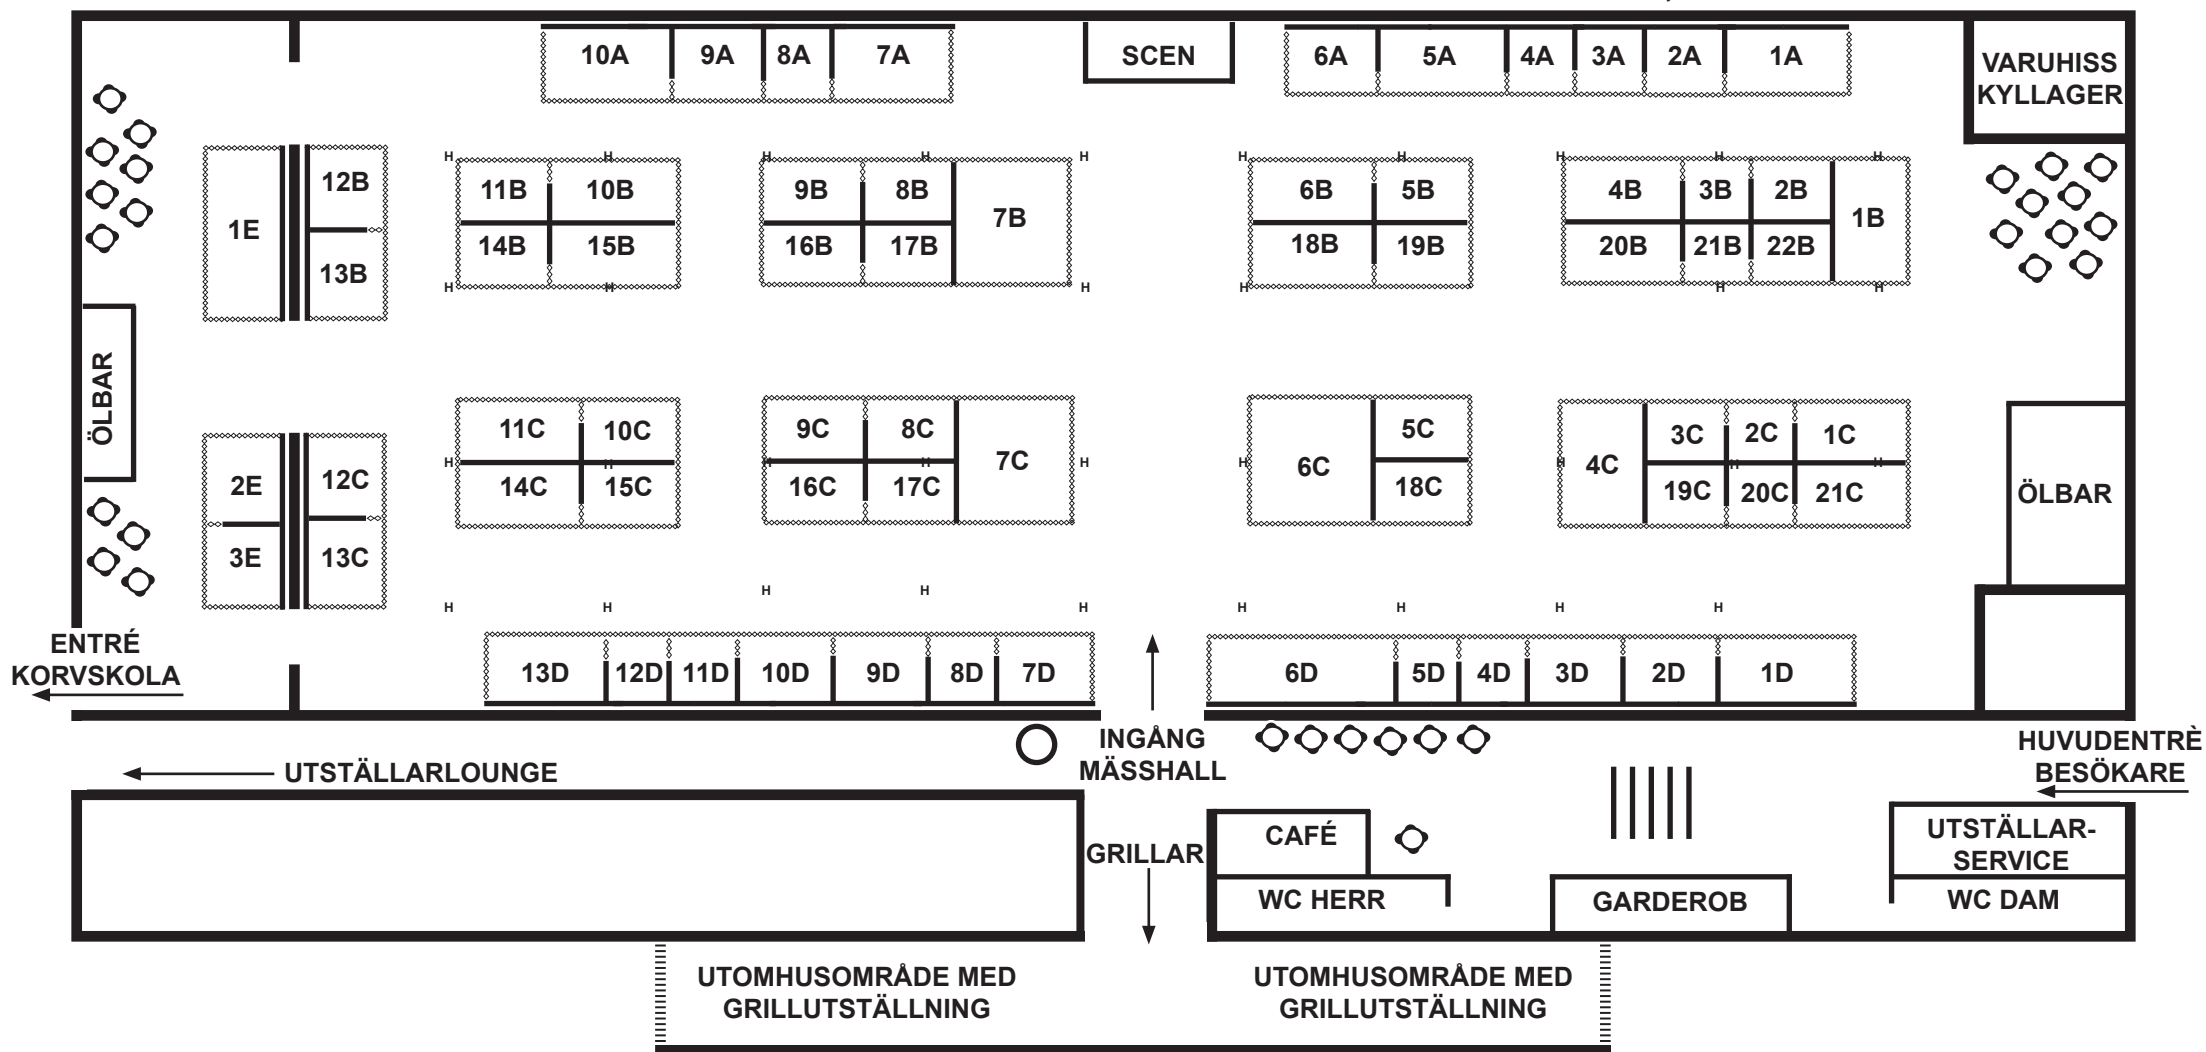 10A 9A 8A 7A SCEN 6A 5A 4A 3A 2A 1A
VARUHISS
KYLLAGER
H H H H H H H H H H
12B 11B 10B 9B 8B 7B 6B 5B 4B 3B 2B 1B
1E
13B 14B 15B 16B 17B 18B 19B 20B 21B 22B
H H H H H H
ÖLBAR
11C 10C 9C 8C 7C 6C 5C 4C 3C 2C 1C
H H H H H H H H H
2E 12C 14C 15C 16C 17C 18C 19C 20C 21C
ÖLBAR
3E 13C
H H H H H H H H H
ENTRÉ
KORVSKOLA
13D 12D 11D 10D 9D 8D 7D 6D 5D 4D 3D 2D 1D
INGÅNG
MÄSSHALL
HUVUDENTRÈ
BESÖKARE
UTSTÄLLARLOUNGE
GRILLAR
CAFÉ
UTSTÄLLAR-
SERVICE
WC HERR
GARDEROB
WC DAM
UTOMHUSOMRÅDE MED
GRILLUTSTÄLLNING
UTOMHUSOMRÅDE MED
GRILLUTSTÄLLNING